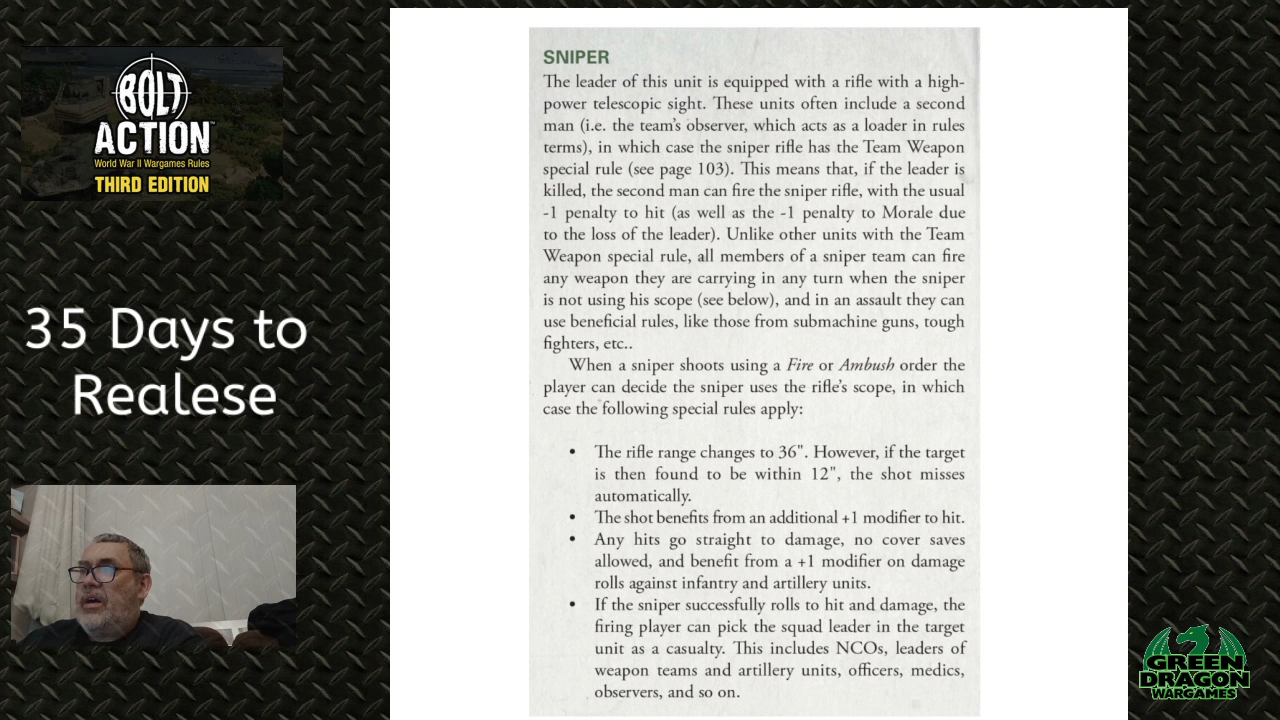 BOLT
ACTION™
World War II Wargames Rules
THIRD EDITION
35 Days to
Realese
SNIPER
The leader of this unit is equipped with a rifle with a high-
power telescopic sight. These units often include a second
man (i.e. the team's observer, which acts as a loader in rules
terms), in which case the sniper rifle has the Team Weapon
special rule (see page 103). This means that, if the leader is
killed, the second man can fire the sniper rifle, with the usual
-1 penalty to hit (as well as the -1 penalty to Morale due
to the loss of the leader). Unlike other units with the Team
Weapon special rule, all members of a sniper team can fire
any weapon they are carrying in any turn when the sniper
is not using his scope (see below), and in an assault they can
use beneficial rules, like those from submachine guns, tough
fighters, etc..
When a sniper shoots using a Fire or Ambush order the
player can decide the sniper uses the rifle's scope, in which
case the following special rules apply:
• The rifle range changes to 36". However, if the target
is then found to be within 12", the shot misses
automatically.
• The shot benefits from an additional +1 modifier to hit.
• Any hits go straight to damage, no cover saves
allowed, and benefit from a +1 modifier on damage
rolls against infantry and artillery units.
• If the sniper successfully rolls to hit and damage, the
firing player can pick the squad leader in the target
unit as a casualty. This includes NCOs, leaders of
weapon teams and artillery units, officers, medics,
observers, and so on.
GREEN
DRAGON
WARGAMES